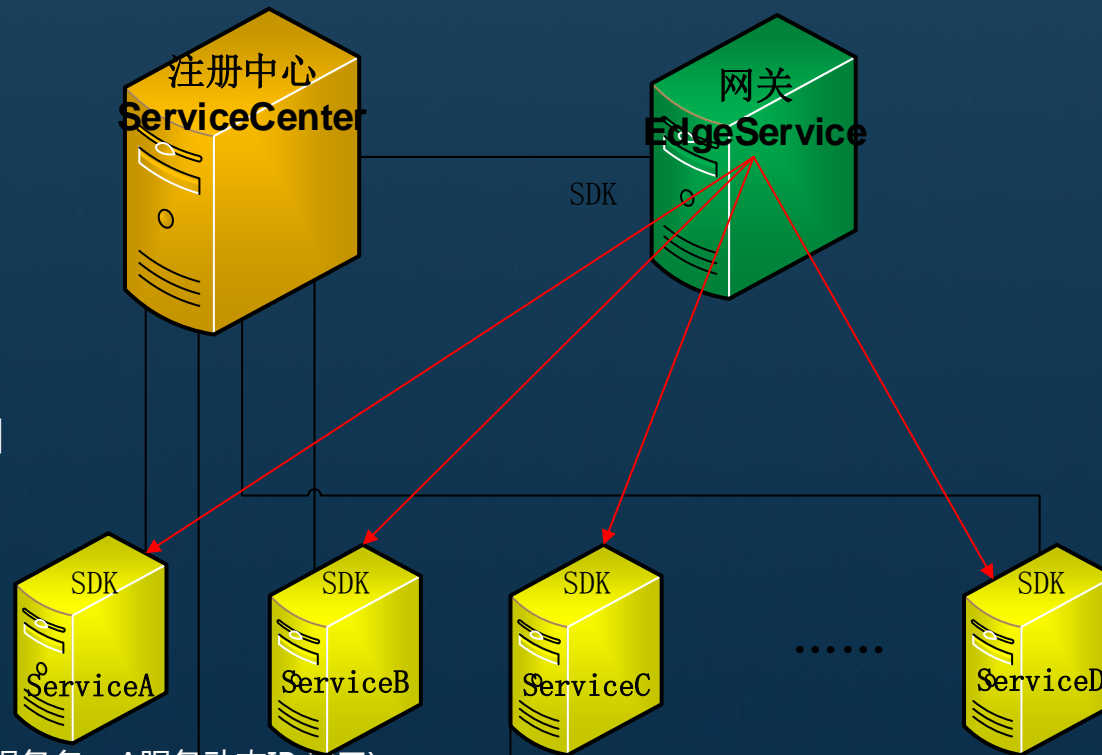 注册中心
ServiceCenter
网关
EdgeService
SDK
SDK
SDK
SDK
SDK
ServiceA
ServiceB
ServiceC
......
ServiceD